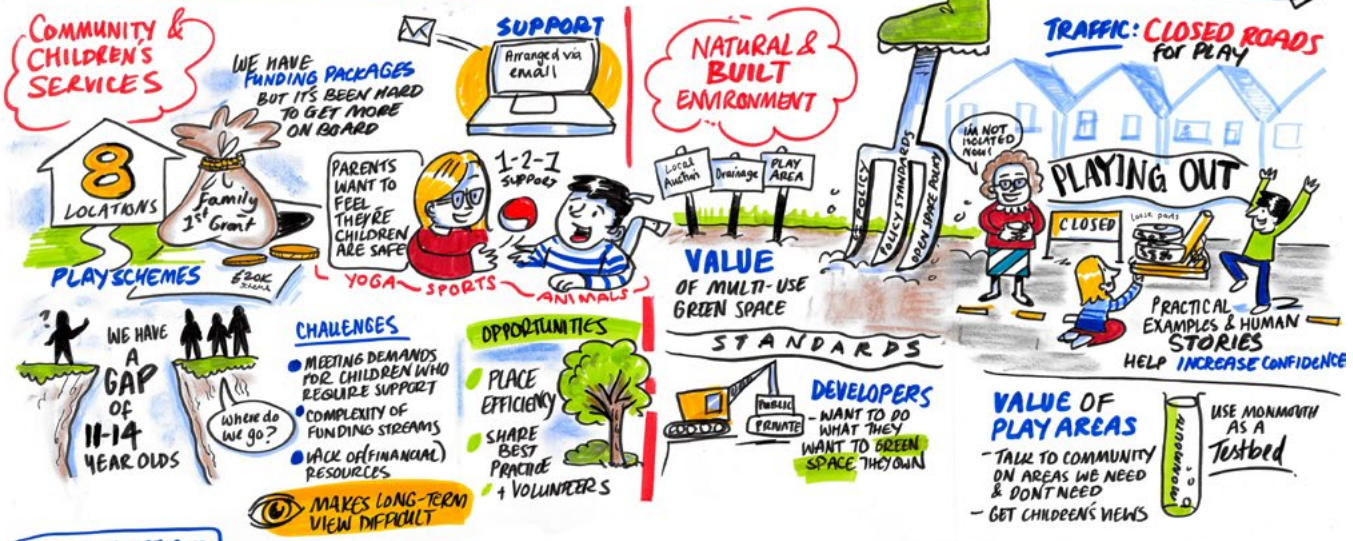 COMMUNITY &
CHILDREN'S
SERVICES
WE HAVE
FUNDING PACKAGES
BUT IT'S BEEN HARD
TO GET MORE
ON BOARD
SUPPORT
Arranged via
email
8
LOCATIONS
Family
1st Grant
£20K
PLAYSCHEMES
PARENTS
WANT TO
FEEL
THEY'RE
CHILDREN
ARE SAFE
1-2-1
SUPPORT
YOGA SPORTS ANIMALS
?
WE HAVE
A
GAP
OF
11-14
YEAR OLDS
Where do
we go?
CHALLENGES
MEETING DEMANDS
FOR CHILDREN WHO
REQUIRE SUPPORT
COMPLEXITY OF
FUNDING STREAMS
LACK OF (FINANCIAL)
RESOURCES
MAKES LONG-TERM
VIEW DIFFICULT
OPPORTUNITIES
PLACE
EFFICIENCY
SHARE
BEST
PRACTICE
+ VOLUNTEERS
NATURAL &
BUILT
ENVIRONMENT
Local
Drainage
PLAY
AREA
POLICY
POLICY STANDARDS
OPEN SPACE POLICY
VALUE
OF MULTI-USE
GREEN SPACE
STANDARDS
PUBLIC
PRIVATE
DEVELOPERS
- WANT TO DO
WHAT THEY
WANT TO GREEN
SPACE THEY OWN
TRAFFIC: CLOSED ROADS
FOR PLAY
I'M NOT
ISOLATED
NOW!
PLAYING OUT
CLOSED
Loose parts
PRACTICAL
EXAMPLES & HUMAN
STORIES
HELP INCREASE CONFIDENCE
VALUE OF
PLAY AREAS
- TALK TO COMMUNITY
ON AREAS WE NEED
& DONT NEED
- GET CHILDREN'S VIEWS
MONMOUTH
USE MONMOUTH
AS A
Testbed